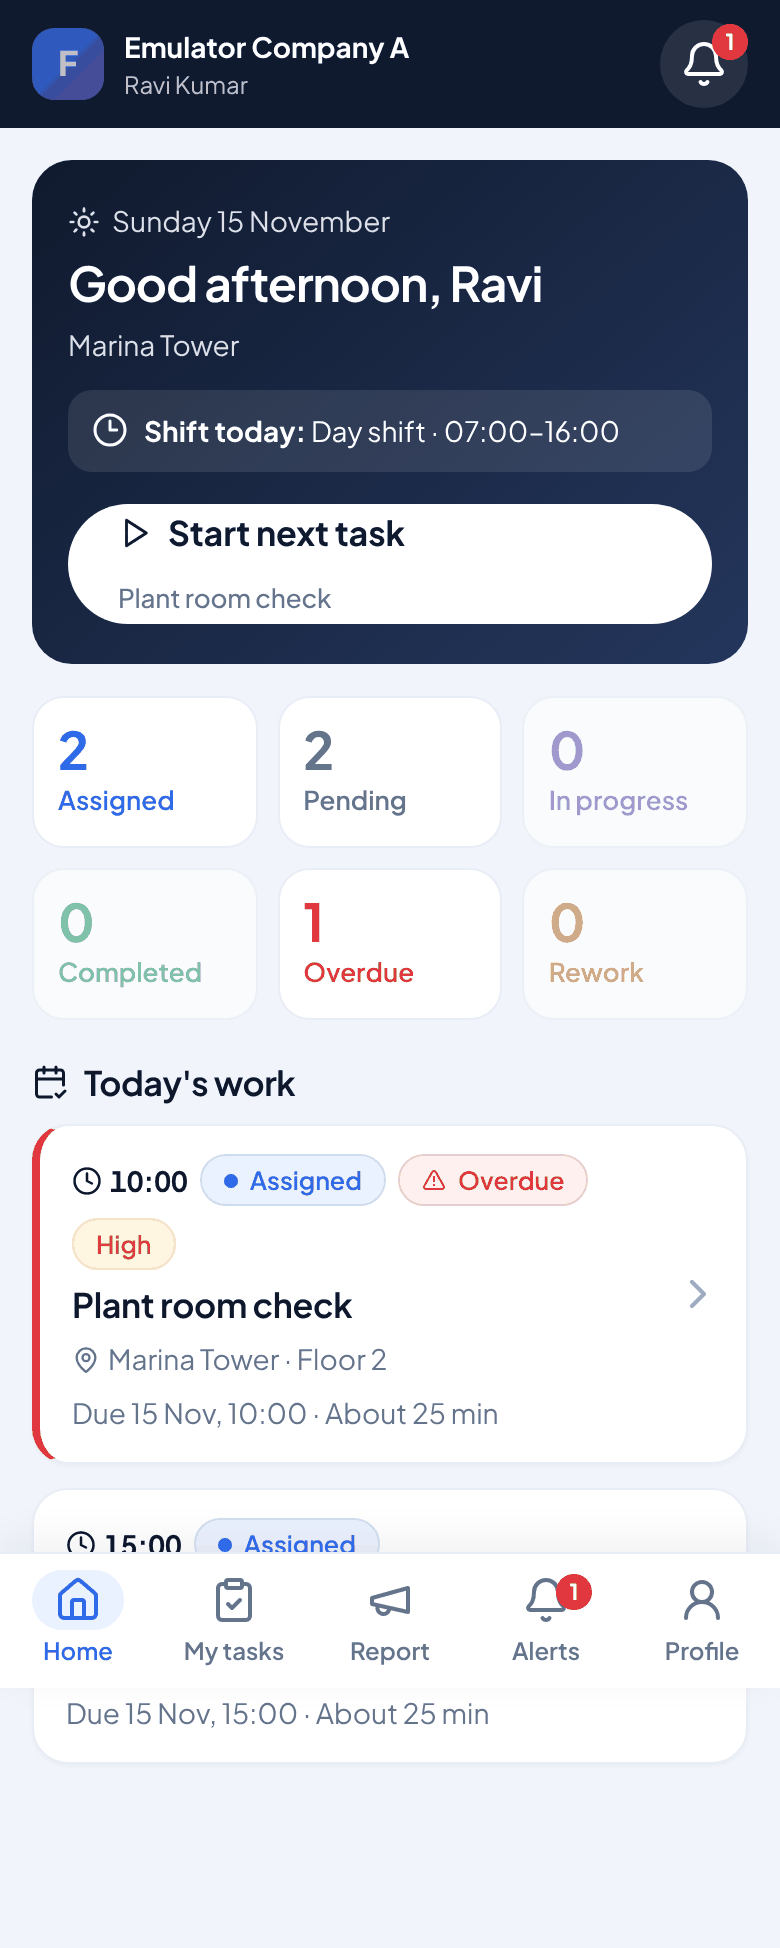 F
Emulator Company A
Ravi Kumar
1
Sunday 15 November
Good afternoon, Ravi
Marina Tower
Shift today: Day shift · 07:00–16:00
Start next task
Plant room check
2
Assigned
2
Pending
0
In progress
0
Completed
1
Overdue
0
Rework
Today's work
10:00 Assigned Overdue
High
Plant room check
Marina Tower · Floor 2
Due 15 Nov, 10:00 · About 25 min
15:00 Assigned
1
Home My tasks Report Alerts Profile
Due 15 Nov, 15:00 · About 25 min